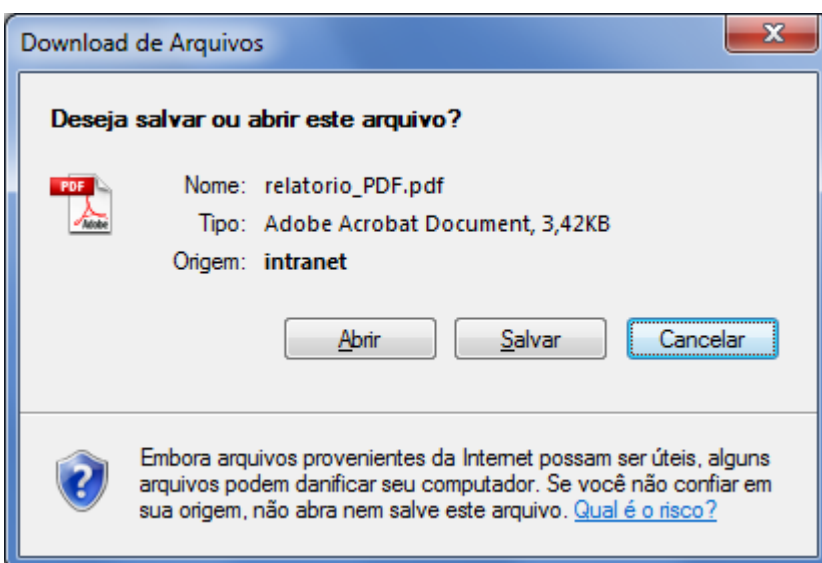 Download de Arquivos
Deseja salvar ou abrir este arquivo?
PDF
Adobe
Nome: relatorio_PDF.pdf
Tipo: Adobe Acrobat Document, 3,42KB
Origem: intranet
Abrir Salvar Cancelar
Embora arquivos provenientes da Internet possam ser úteis, alguns
arquivos podem danificar seu computador. Se você não confiar em
sua origem, não abra nem salve este arquivo. Qual é o risco?